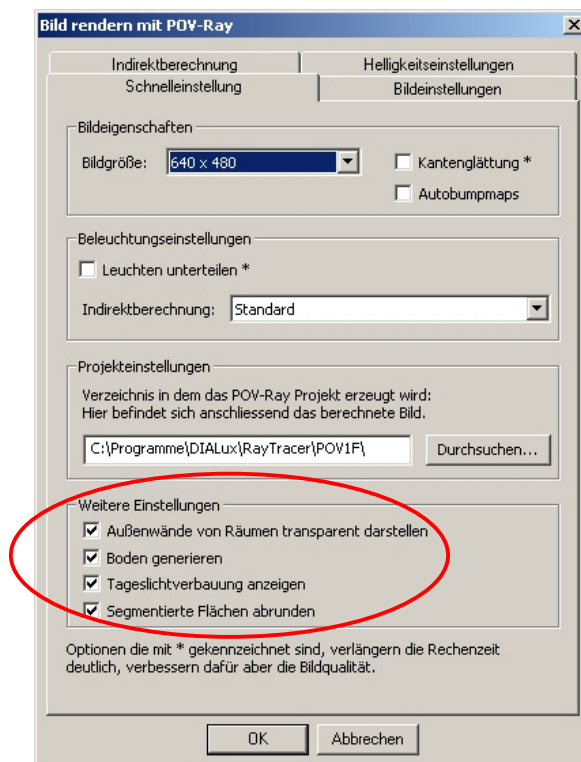 Bild rendern mit POV-Ray
Indirektberechnung
Helligkeitseinstellungen
Schnelleinstellung
Bildeinstellungen
Bildeigenschaften
Bildgröße: 640 x 480
Kantenglättung *
Autobumpmaps
Beleuchtungseinstellungen
Leuchten unterteilen *
Indirektberechnung: Standard
Projekteinstellungen
Verzeichnis in dem das POV-Ray Projekt erzeugt wird:
Hier befindet sich anschliessend das berechnete Bild.
C:\Programme\DIALux\RayTracer\POV1F\ Durchsuchen...
Weitere Einstellungen
Außenwände von Räumen transparent darstellen
Boden generieren
Tageslichtverbauung anzeigen
Segmentierte Flächen abrunden
Optionen die mit * gekennzeichnet sind, verlängern die Rechenzeit
deutlich, verbessern dafür aber die Bildqualität.
OK Abbrechen